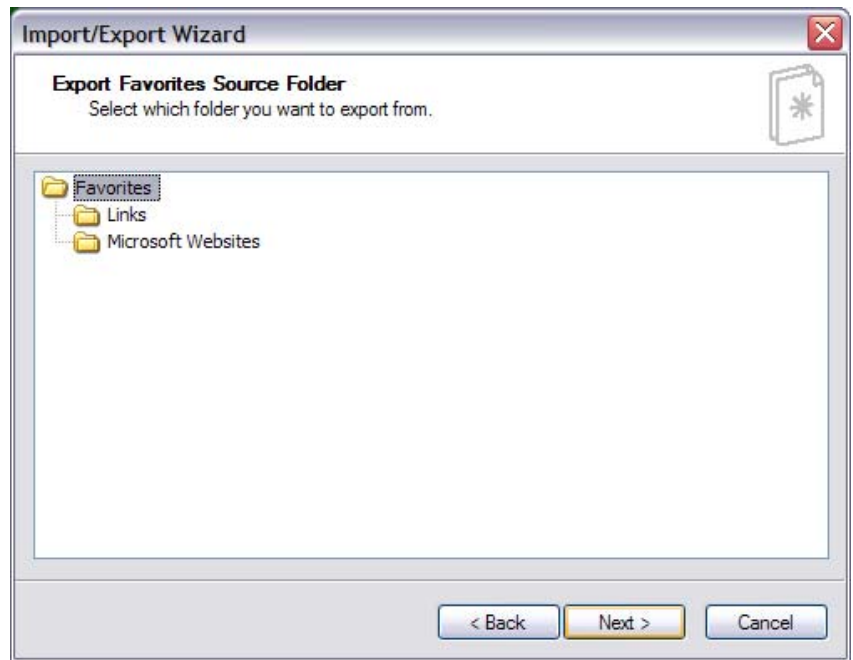 Import/Export Wizard
Export Favorites Source Folder
Select which folder you want to export from.
Favorites
Links
Microsoft Websites
< Back Next > Cancel